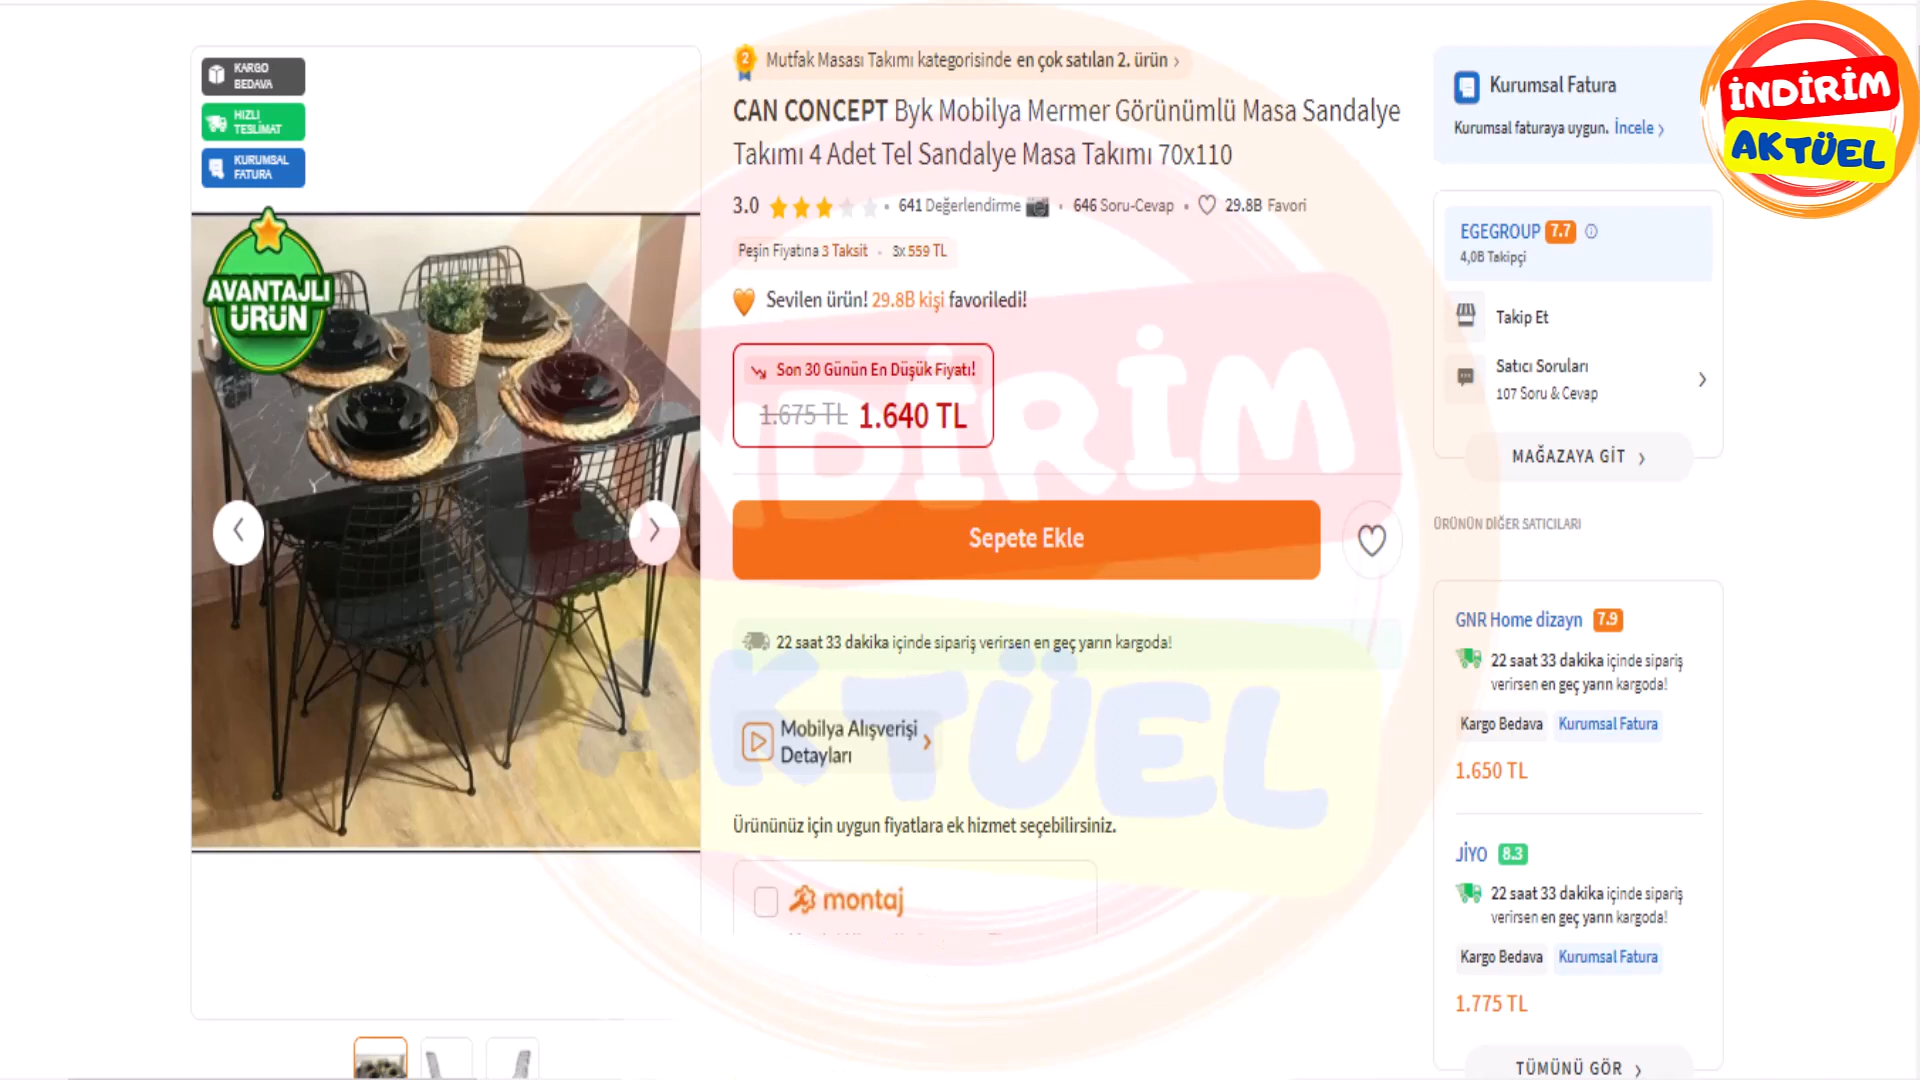 KARGO
BEDAVA
HIZLI
TESLİMAT
KURUMSAL
FATURA
AVANTAJLI
ÜRÜN
2
Mutfak Masası Takımı kategorisinde en çok satılan 2. ürün
CAN CONCEPT Byk Mobilya Mermer Görünümlü Masa Sandalye
Takımı 4 Adet Tel Sandalye Masa Takımı 70x110
3.0 • 641 Değerlendirme • 646 Soru-Cevap • 29.8B Favori
Peşin Fiyatına 3 Taksit • 3x 559 TL
Sevilen ürün! 29.8B kişi favoriledi!
Son 30 Günün En Düşük Fiyatı!
1.675 TL 1.640 TL
Sepete Ekle
22 saat 33 dakika içinde sipariş verirsen en geç yarın kargoda!
Mobilya Alışverişi
Detayları
Ürününüz için uygun fiyatlara ek hizmet seçebilirsiniz.
montaj
İNDİRİM
AKTÜEL
Kurumsal Fatura
Kurumsal faturaya uygun. İncele
İNDİRİM
AKTÜEL
EGEGROUP 7.7
4,0B Takipçi
Takip Et
Satıcı Soruları
107 Soru & Cevap
MAĞAZAYA GİT
ÜRÜNÜN DİĞER SATICILARI
GNR Home dizayn 7.9
22 saat 33 dakika içinde sipariş
verirsen en geç yarın kargoda!
Kargo Bedava Kurumsal Fatura
1.650 TL
JİYO 8.3
22 saat 33 dakika içinde sipariş
verirsen en geç yarın kargoda!
Kargo Bedava Kurumsal Fatura
1.775 TL
TÜMÜNÜ GÖR